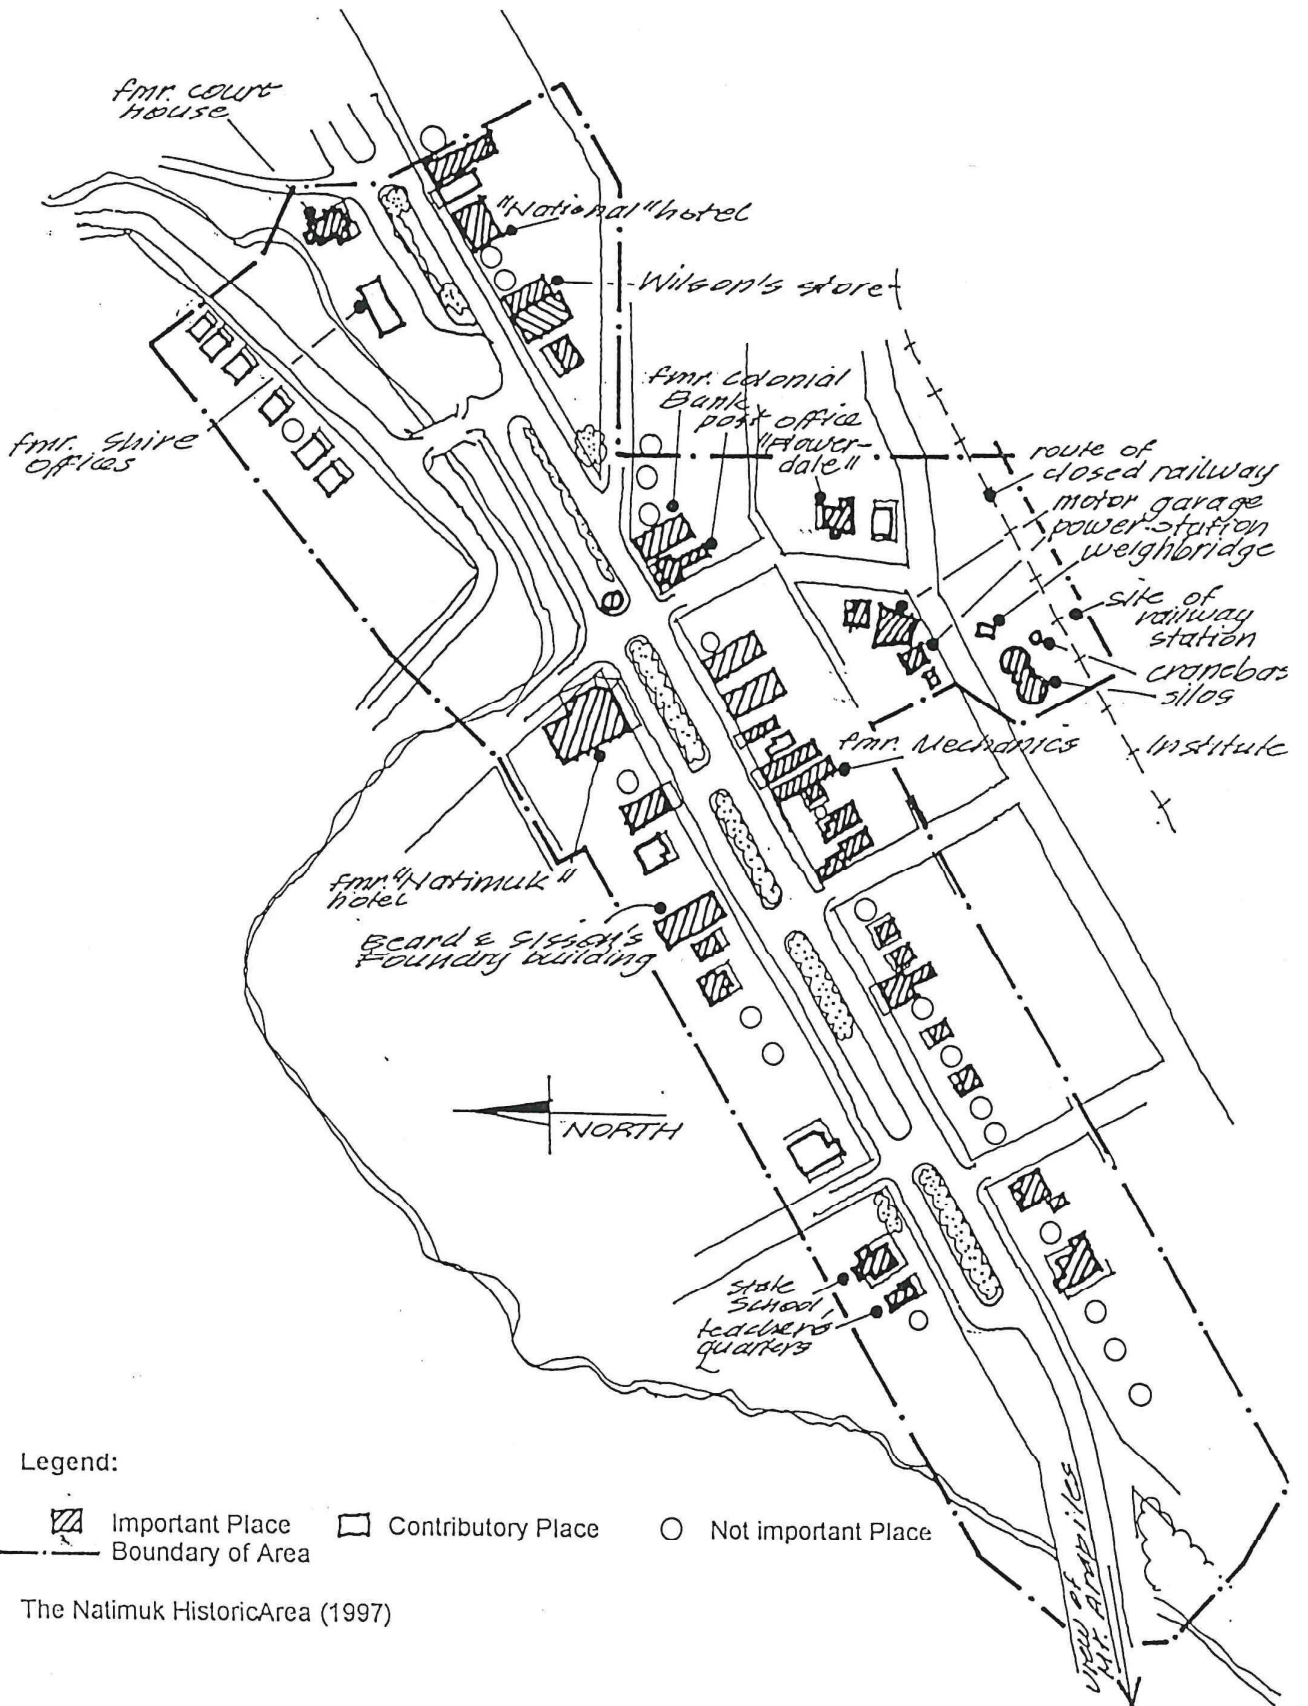 fmr. court
house
"National" hotel
Wilson's store
fmr. Colonial
Bank
post office
"Flower-
dale"
fmr. Shire
offices
route of
closed railway
motor garage
power-station
weighbridge
site of
railway
station
cranebas
silos
fmr. Mechanics
Institute
fmr. "Natimuk"
hotel
Beard & Sisson's
Foundry building
NORTH
State
School,
teachers'
quarters
view of
Mt. Arapiles
Legend:
Important Place
Contributory Place
Not important Place
Boundary of Area
The Natimuk HistoricArea (1997)